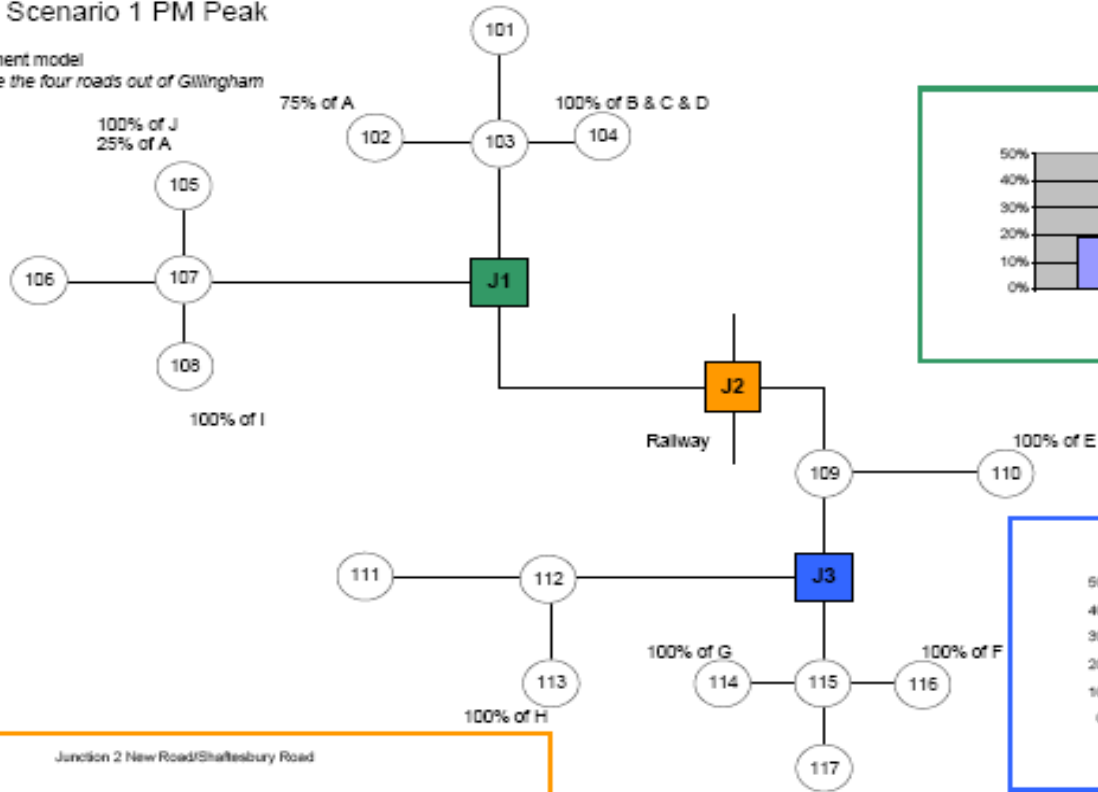 Scenario 1 PM Peak
ment model
e the four roads out of Gillingham
101
75% of A
100% of B & C & D
100% of J
25% of A
102
103
104
105
106
107
J1
108
100% of I
J2
Railway
100% of E
109
110
111
112
J3
100% of G
100% of F
113
114
115
116
100% of H
117
Junction 2 New Road/Shaftesbury Road
50%
40%
30%
20%
10%
0%